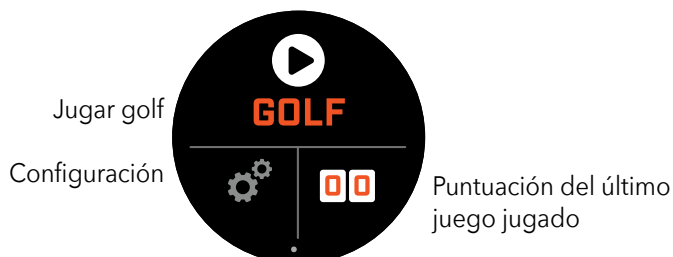 GOLF
Jugar golf
Configuración
00
Puntuación del último
juego jugado